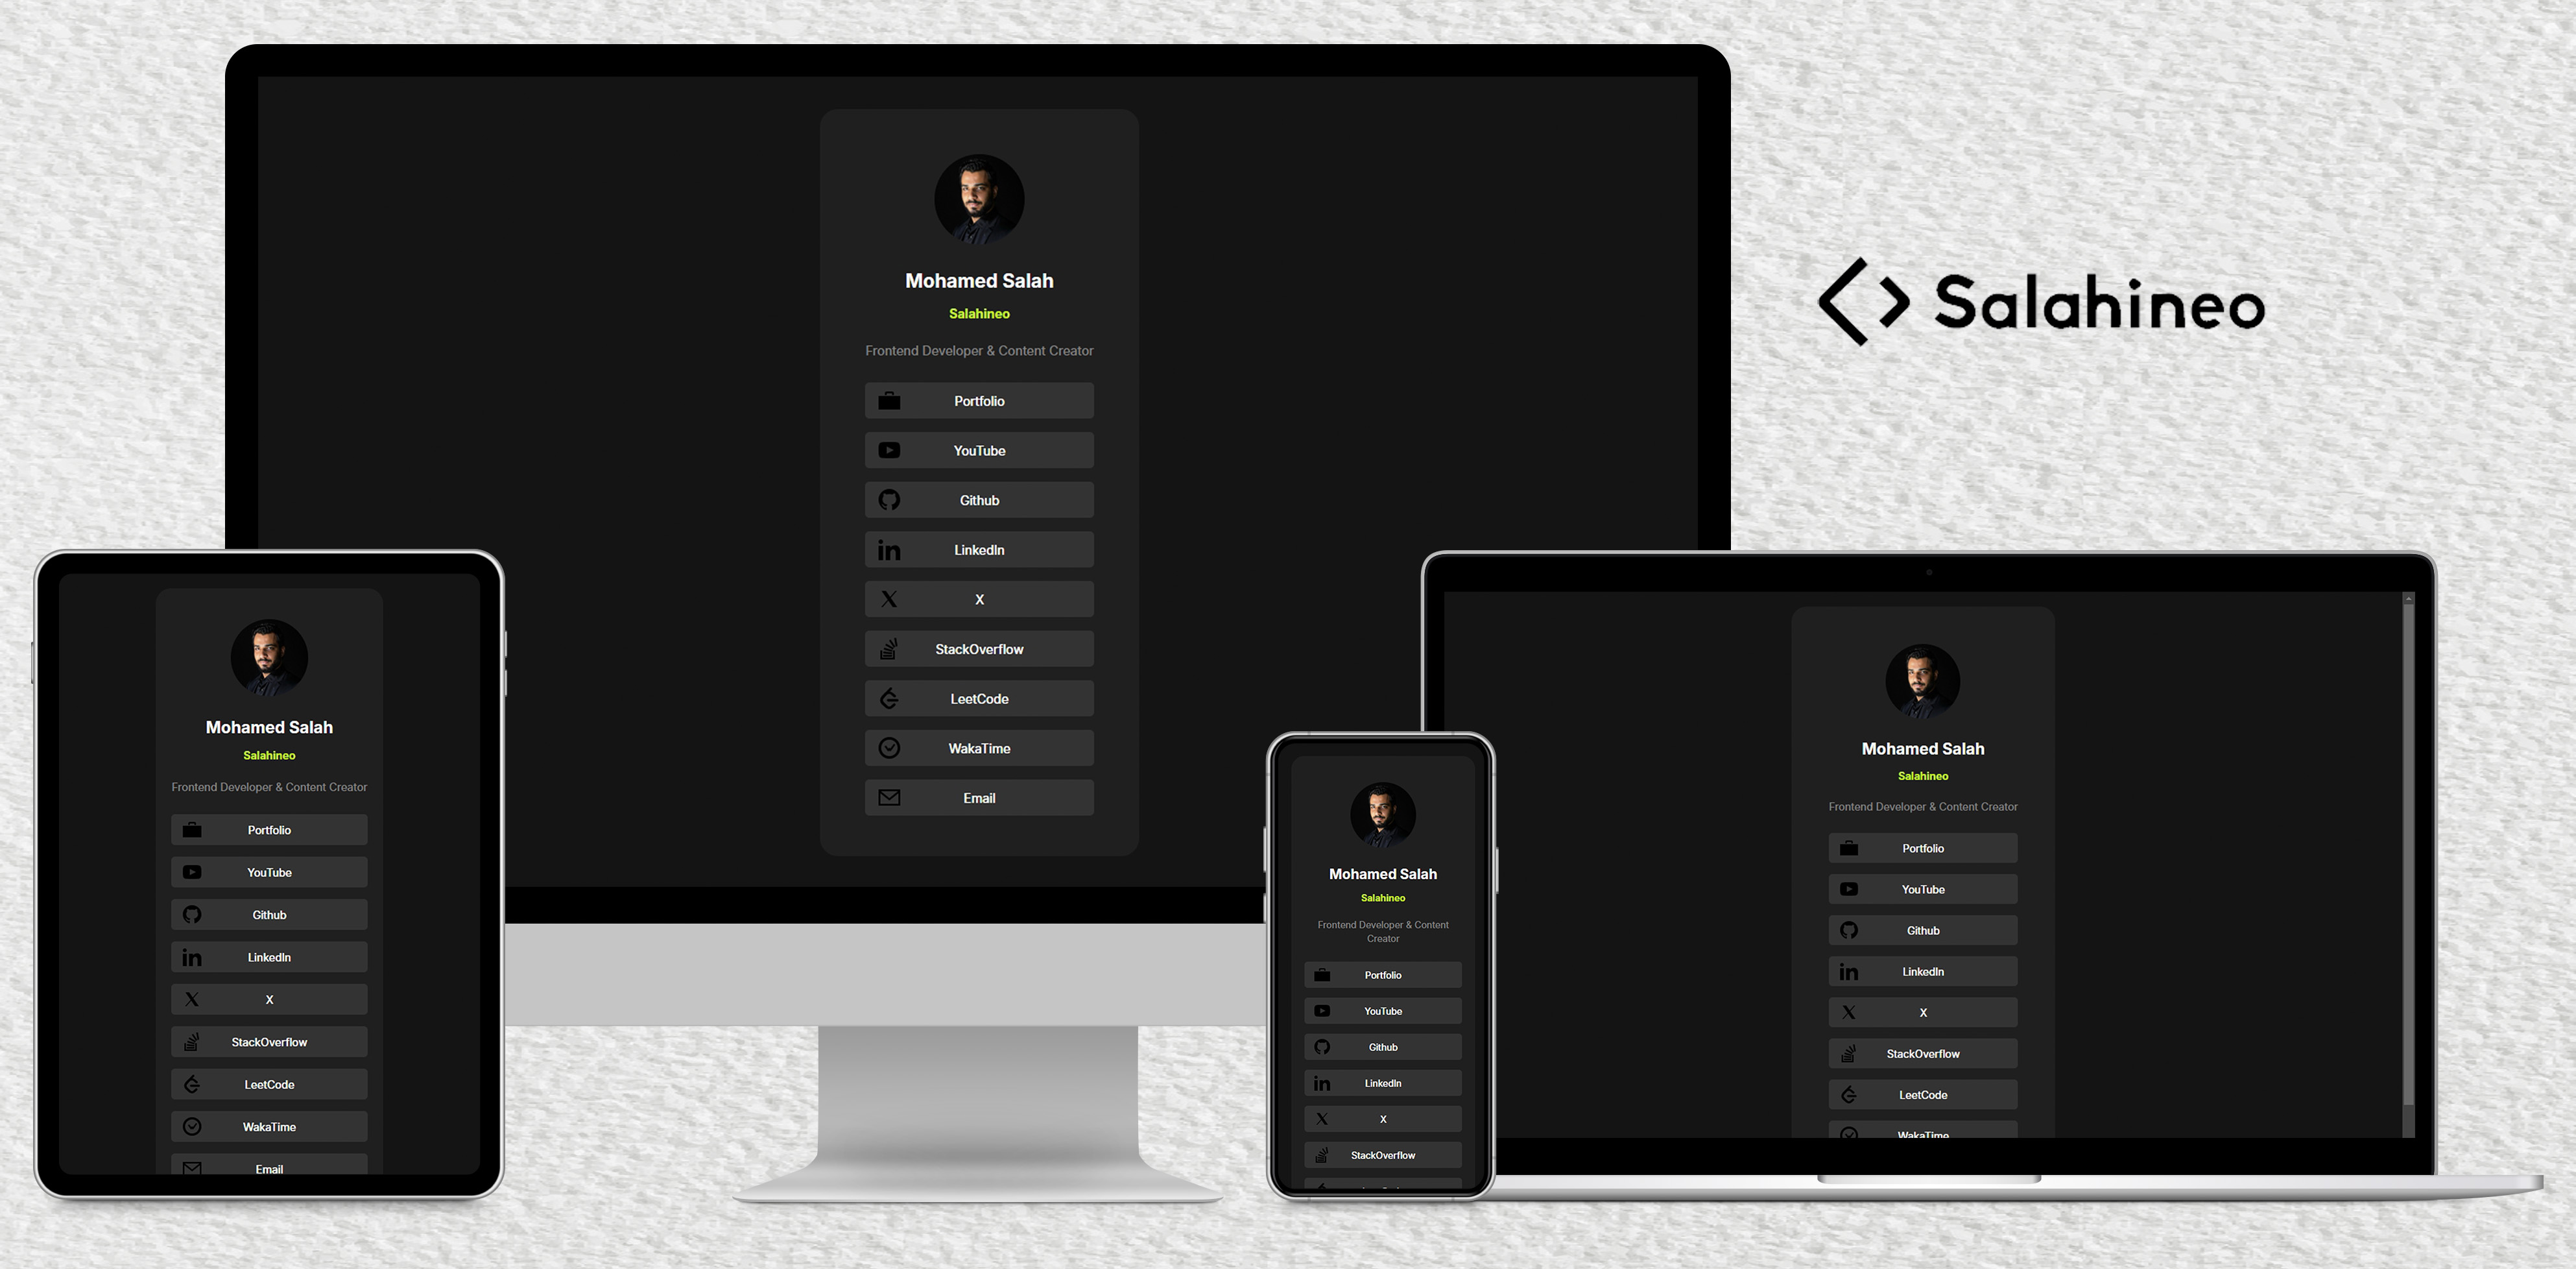 Mohamed Salah
Salahineo
Frontend Developer & Content Creator
Portfolio
YouTube
Github
LinkedIn
X
StackOverflow
LeetCode
WakaTime
Email
Salahineo
Mohamed Salah
Salahineo
Frontend Developer & Content Creator
Portfolio
YouTube
Github
LinkedIn
X
StackOverflow
LeetCode
WakaTime
Email
Mohamed Salah
Salahineo
Frontend Developer & Content
Creator
Portfolio
YouTube
Github
LinkedIn
X
StackOverflow
Mohamed Salah
Salahineo
Frontend Developer & Content Creator
Portfolio
YouTube
Github
LinkedIn
X
StackOverflow
LeetCode
WakaTime